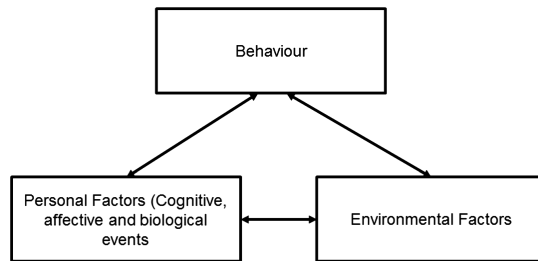 Behaviour
Personal Factors (Cognitive,
affective and biological
events
Environmental Factors